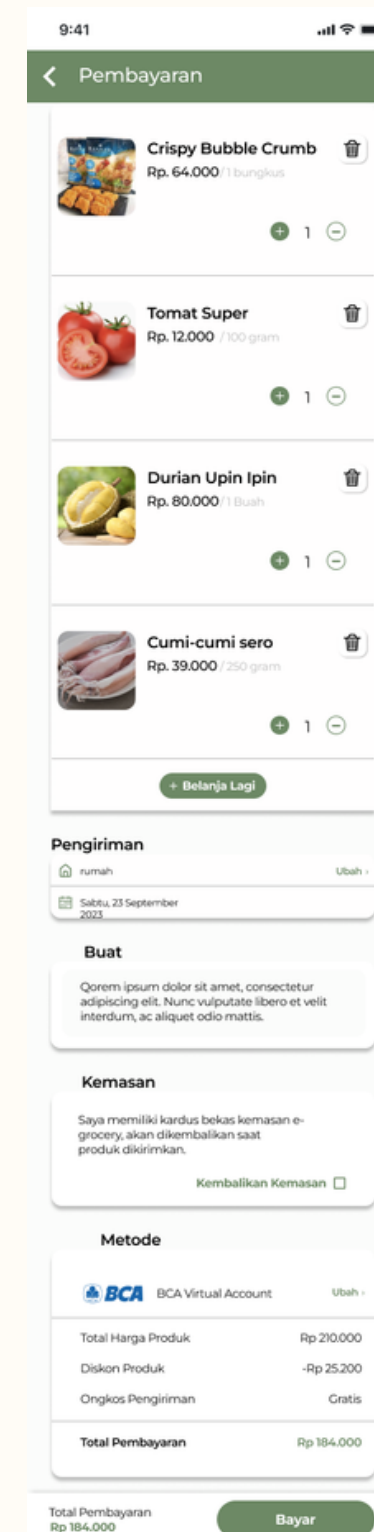 9:41
Pembayaran
Crispy Bubble Crumb
Rp. 64.000/1 bungkus
1
Tomat Super
Rp. 12.000 /100 gram
1
Durian Upin Ipin
Rp. 80.000/1 Buah
1
Cumi-cumi sero
Rp. 39.000/250 gram
1
+ Belanja Lagi
Pengiriman
rumah Ubah ›
Sabtu, 23 September
2023
Buat
Qorem ipsum dolor sit amet, consectetur
adipiscing elit. Nunc vulputate libero et velit
interdum, ac aliquet odio mattis.
Kemasan
Saya memiliki kardus bekas kemasan e-
grocery, akan dikembalikan saat
produk dikirimkan.
Kembalikan Kemasan
Metode
BCA BCA Virtual Account Ubah ›
Total Harga Produk Rp 210.000
Diskon Produk -Rp 25.200
Ongkos Pengiriman Gratis
Total Pembayaran Rp 184.000
Total Pembayaran
Rp 184.000
Bayar